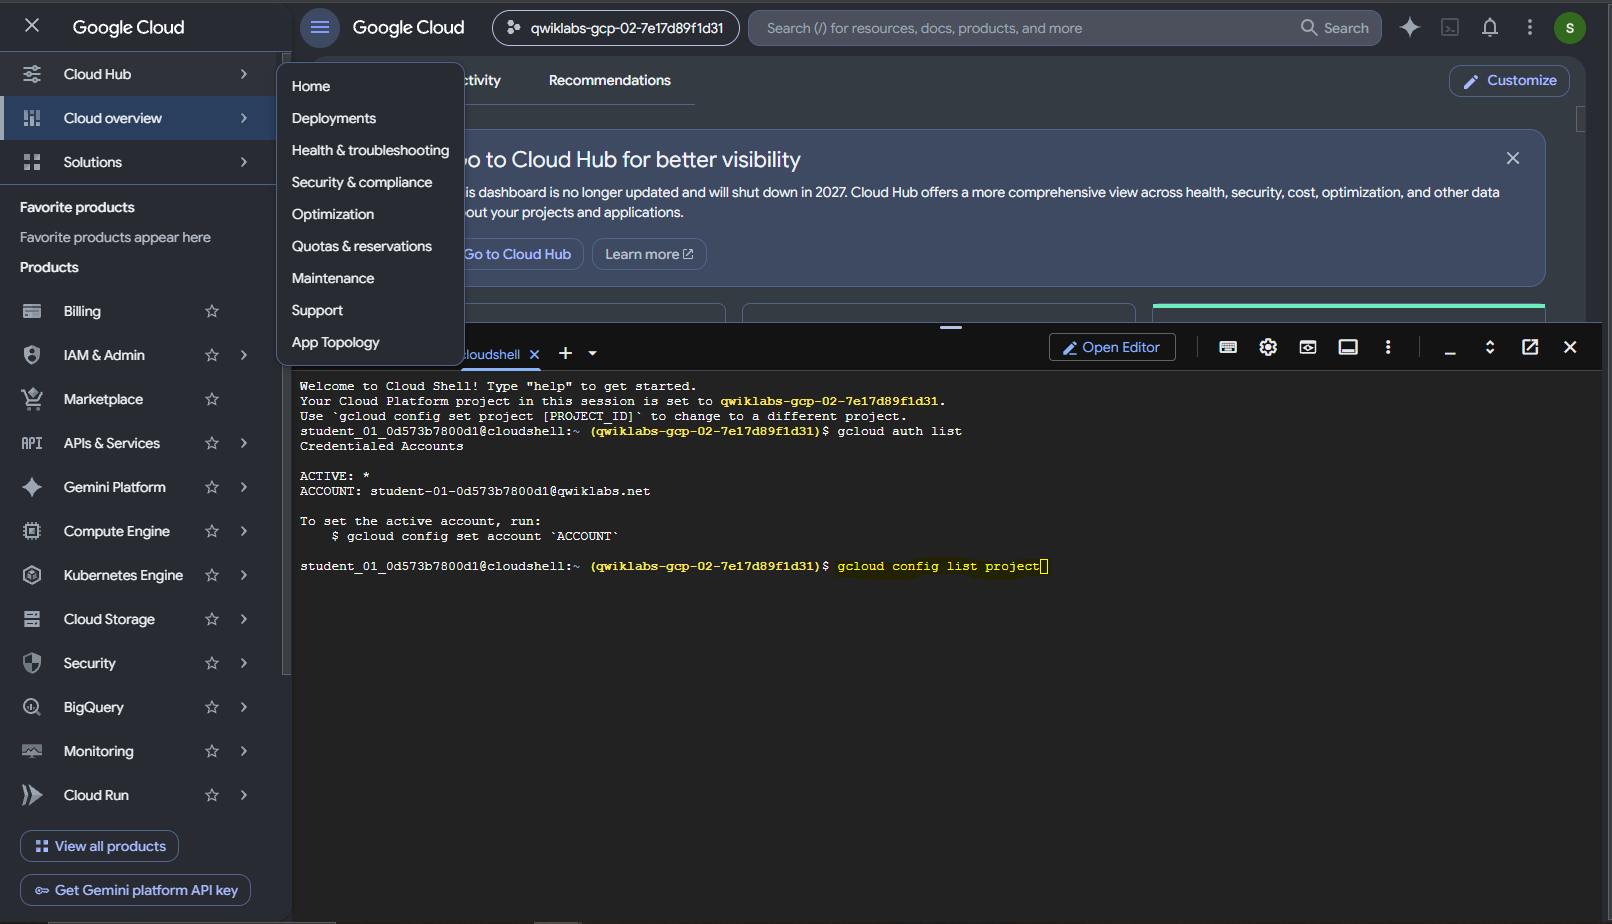 Google Cloud
Cloud Hub
Cloud overview
Solutions
Favorite products
Favorite products appear here
Products
Billing
IAM & Admin
Marketplace
API APIs & Services
Gemini Platform
Compute Engine
Kubernetes Engine
Cloud Storage
Security
BigQuery
Monitoring
Cloud Run
View all products
Get Gemini platform API key
Google Cloud
qwiklabs-gcp-02-7e17d89f1d31
Search (/) for resources, docs, products, and more
Search
S
Home
Deployments
Health & troubleshooting
Security & compliance
Optimization
Quotas & reservations
Maintenance
Support
App Topology
ctivity
Recommendations
Customize
o to Cloud Hub for better visibility
is dashboard is no longer updated and will shut down in 2027. Cloud Hub offers a more comprehensive view across health, security, cost, optimization, and other data
out your projects and applications.
Go to Cloud Hub
Learn more
cloudshell
Open Editor
Welcome to Cloud Shell! Type "help" to get started.
Your Cloud Platform project in this session is set to qwiklabs-gcp-02-7e17d89f1d31.
Use `gcloud config set project [PROJECT_ID]` to change to a different project.
student_01_0d573b7800d1@cloudshell:~ (qwiklabs-gcp-02-7e17d89f1d31)$ gcloud auth list
Credentialed Accounts
ACTIVE: *
ACCOUNT: student-01-0d573b7800d1@qwiklabs.net
To set the active account, run:
$ gcloud config set account `ACCOUNT`
student_01_0d573b7800d1@cloudshell:~ (qwiklabs-gcp-02-7e17d89f1d31)$ gcloud config list project